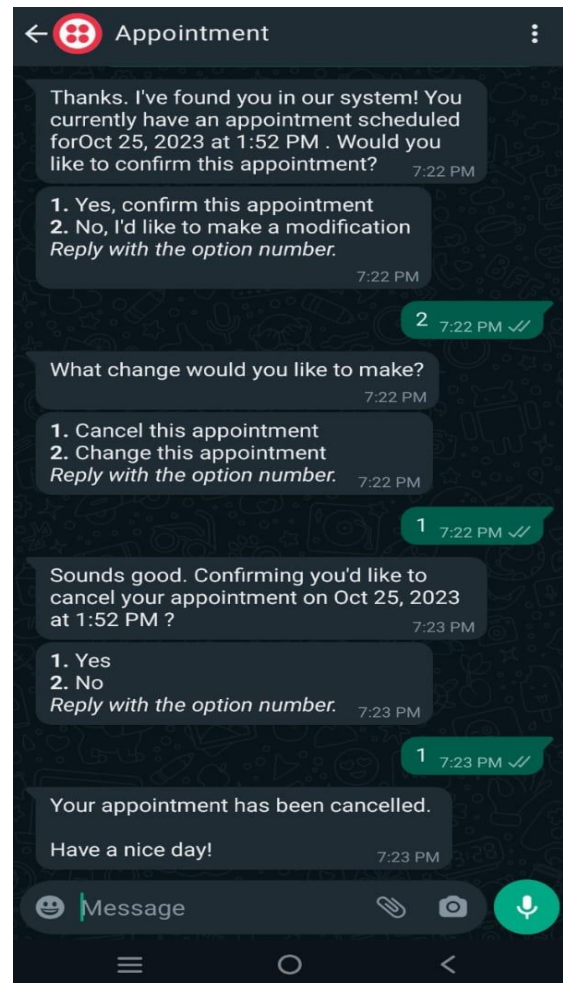 Appointment
Thanks. I've found you in our system! You
currently have an appointment scheduled
forOct 25, 2023 at 1:52 PM . Would you
like to confirm this appointment? 7:22 PM
1. Yes, confirm this appointment
2. No, I'd like to make a modification
Reply with the option number.
7:22 PM
2 7:22 PM
What change would you like to make?
7:22 PM
1. Cancel this appointment
2. Change this appointment
Reply with the option number. 7:22 PM
1 7:22 PM
Sounds good. Confirming you'd like to
cancel your appointment on Oct 25, 2023
at 1:52 PM ? 7:23 PM
1. Yes
2. No
Reply with the option number. 7:23 PM
1 7:23 PM
Your appointment has been cancelled.
Have a nice day! 7:23 PM
Message